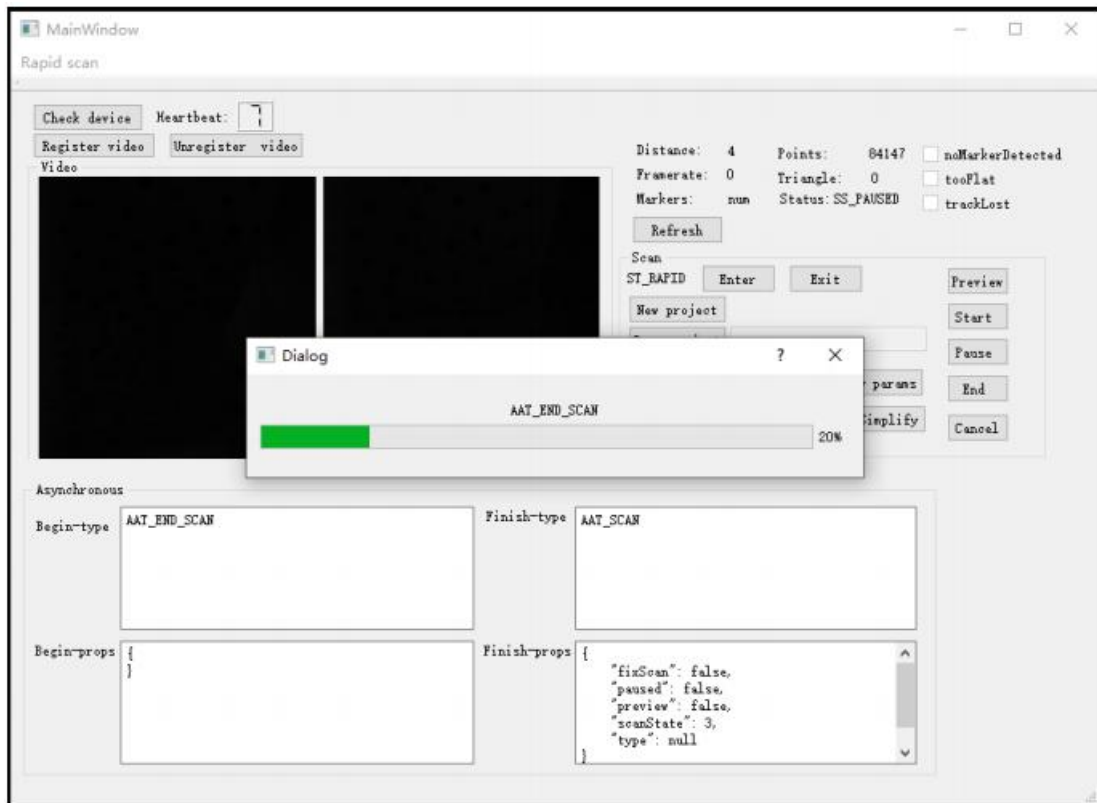 MainWindow
Rapid scan
Check device Heartbeat: 7
Register video Unregister video
Video
Distance: 4 Points: 84147 noMarkerDetected
Framerate: 0 Triangle: 0 tooFlat
Markers: num Status: SS_PAUSED trackLost
Refresh
Scan
ST_RAPID Enter Exit Preview
New project Start
Pause
params End
Simplify Cancel
Dialog ?
AAT_END_SCAN
20%
Asynchronous
Begin-type AAT_END_SCAN Finish-type AAT_SCAN
Begin-props {
}
Finish-props {
"fixScan": false,
"paused": false,
"preview": false,
"scanState": 3,
"type": null
}